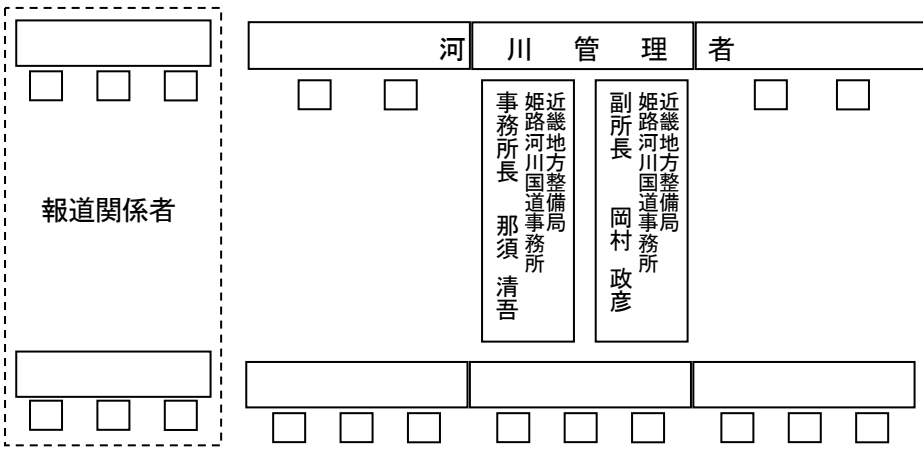 河川管理者
近畿地方整備局
姫路河川国道事務所
副所長 岡村 政彦
近畿地方整備局
姫路河川国道事務所
事務所長 那須 清吾
報道関係者